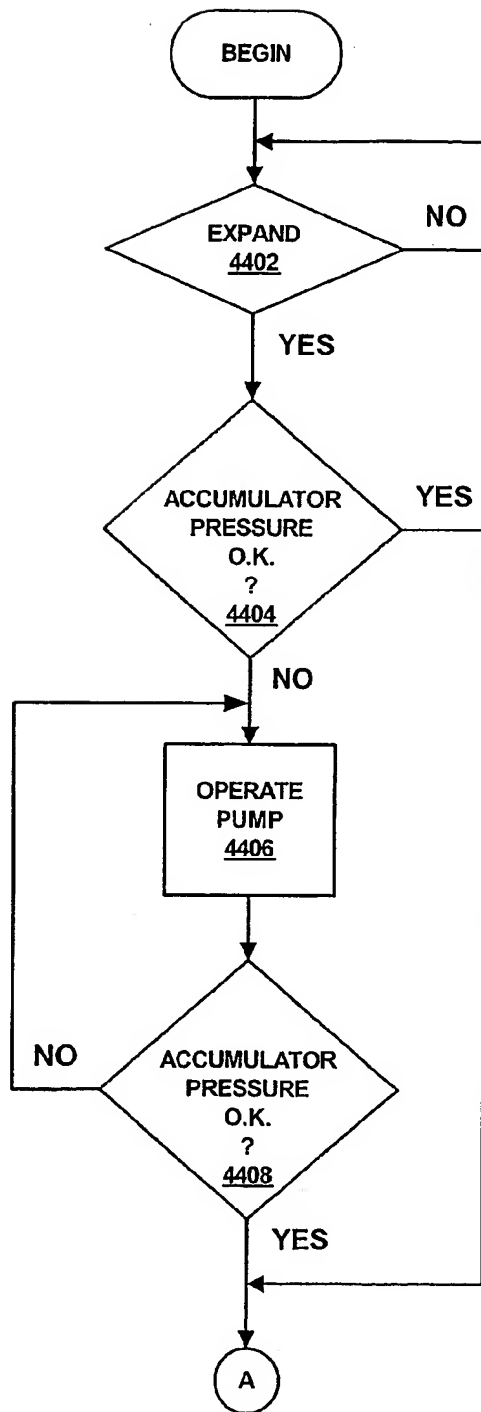 BEGIN
EXPAND
4402
NO
YES
ACCUMULATOR
PRESSURE
O.K.
?
4404
YES
NO
OPERATE
PUMP
4406
ACCUMULATOR
PRESSURE
O.K.
?
4408
NO
YES
A